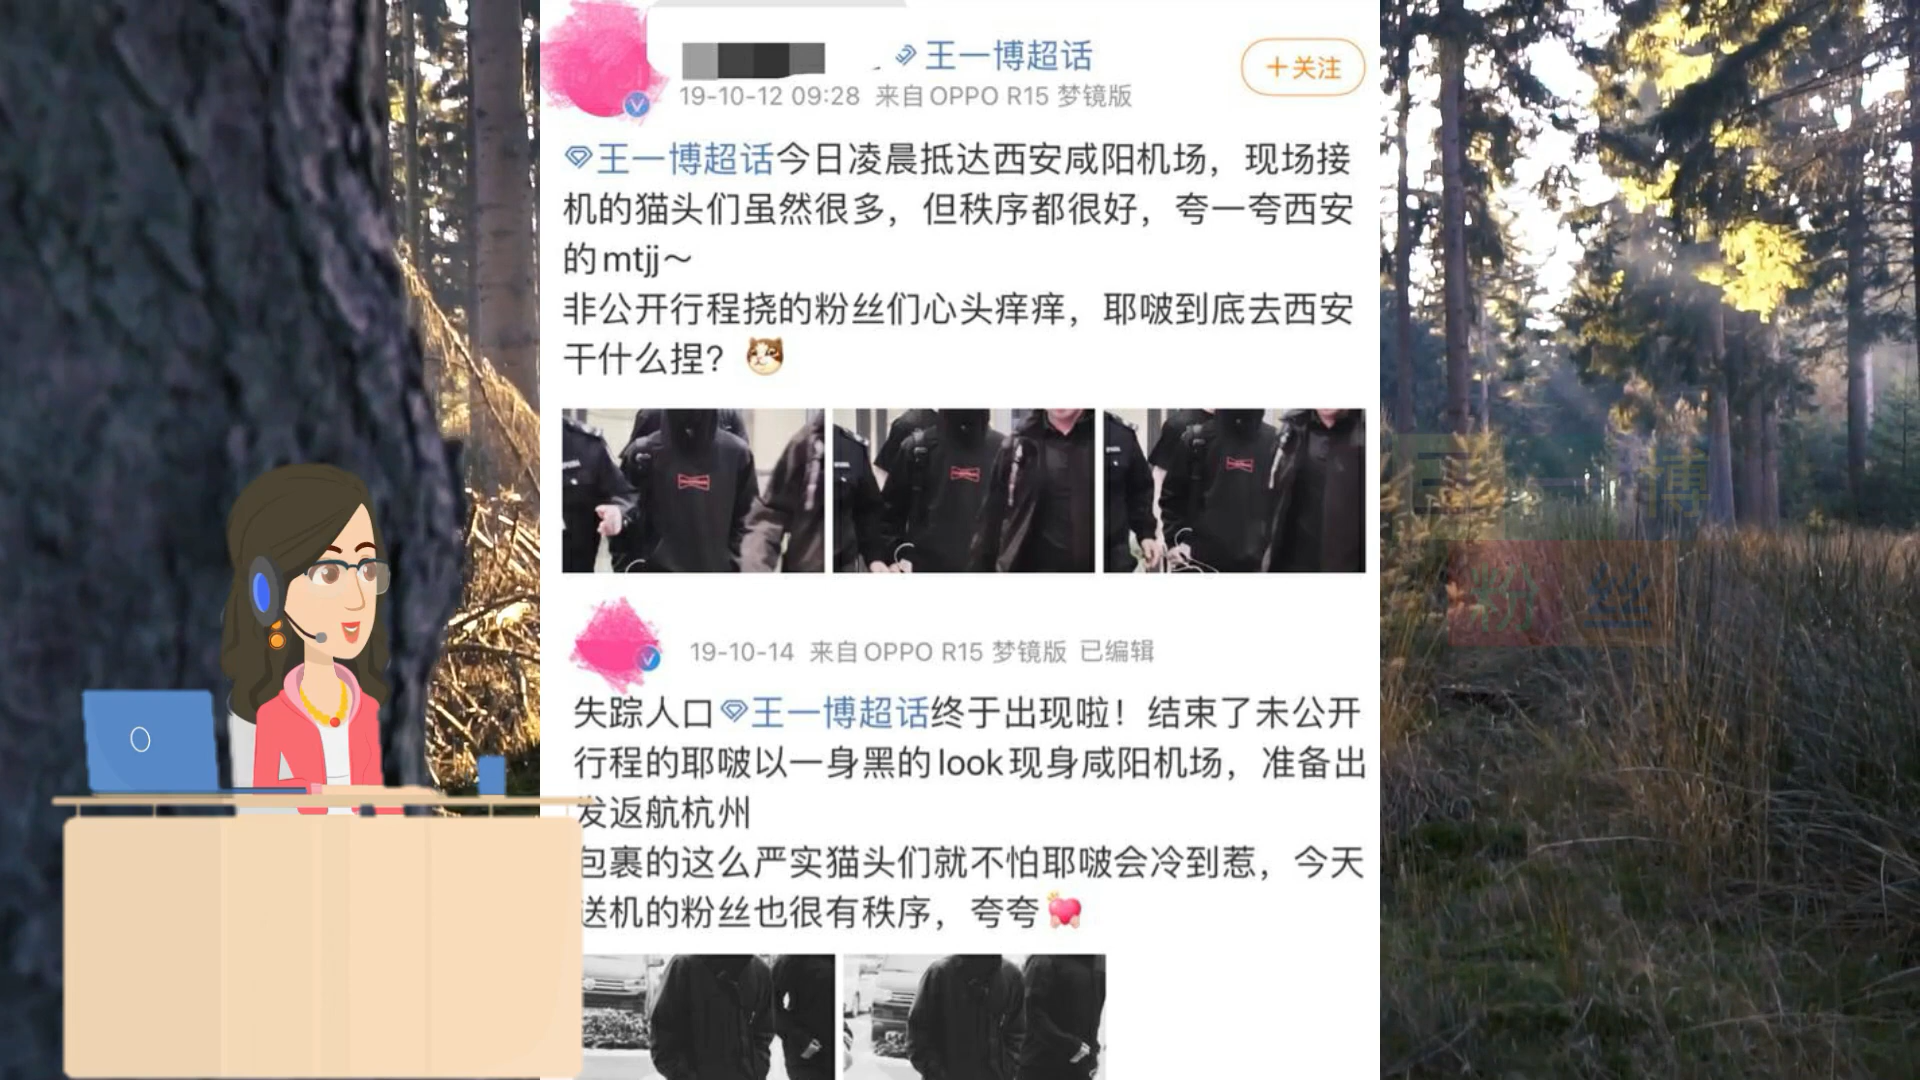 王一博超话
+关注
19-10-12 09:28 来自OPPO R15 梦镜版
王一博超话今日凌晨抵达西安咸阳机场，现场接
机的猫头们虽然很多，但秩序都很好，夸一夸西安
的mtjj～
非公开行程挠的粉丝们心头痒痒，耶啵到底去西安
干什么捏？
王一博
粉丝
19-10-14 来自OPPO R15 梦镜版 已编辑
失踪人口王一博超话终于出现啦！结束了未公开
行程的耶啵以一身黑的look现身咸阳机场，准备出
发返航杭州
包裹的这么严实猫头们就不怕耶啵会冷到惹，今天
送机的粉丝也很有秩序，夸夸